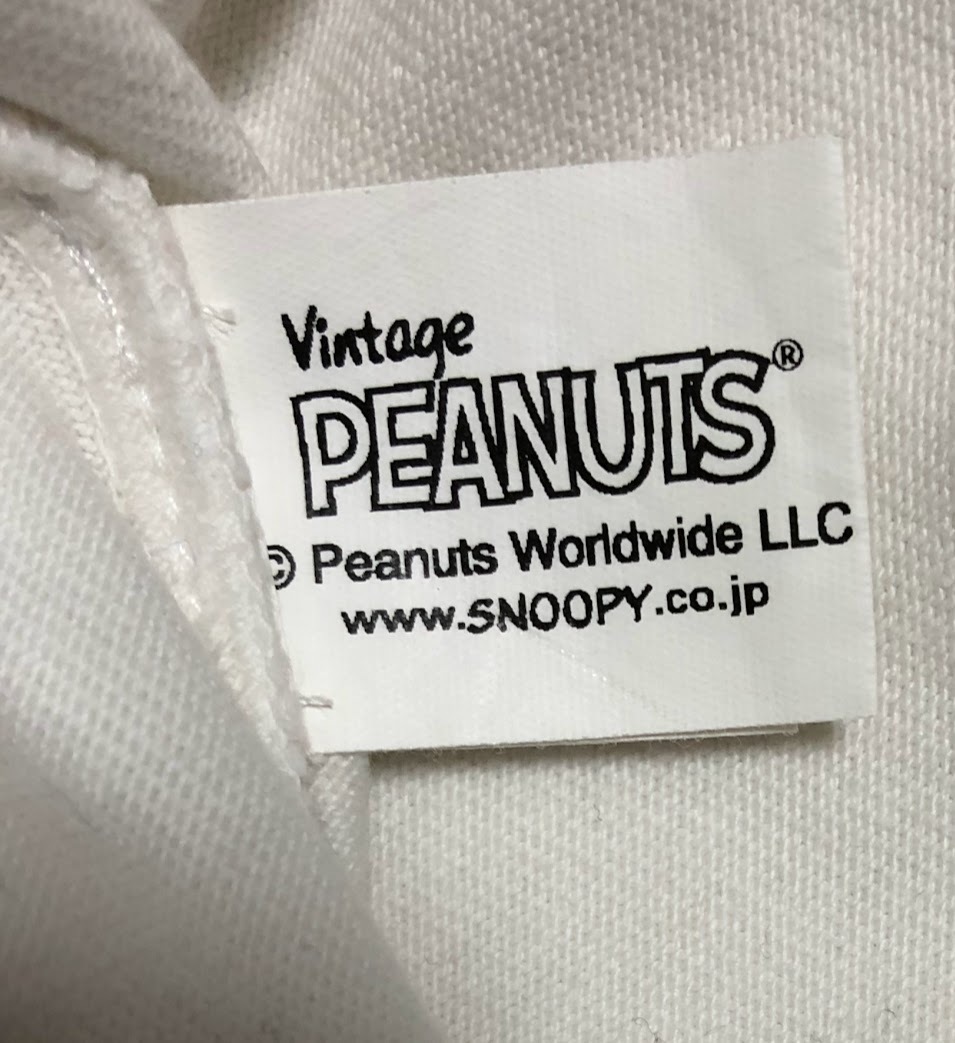 Vintage
PEANUTS®
© Peanuts Worldwide LLC
www.SNOOPY.co.jp